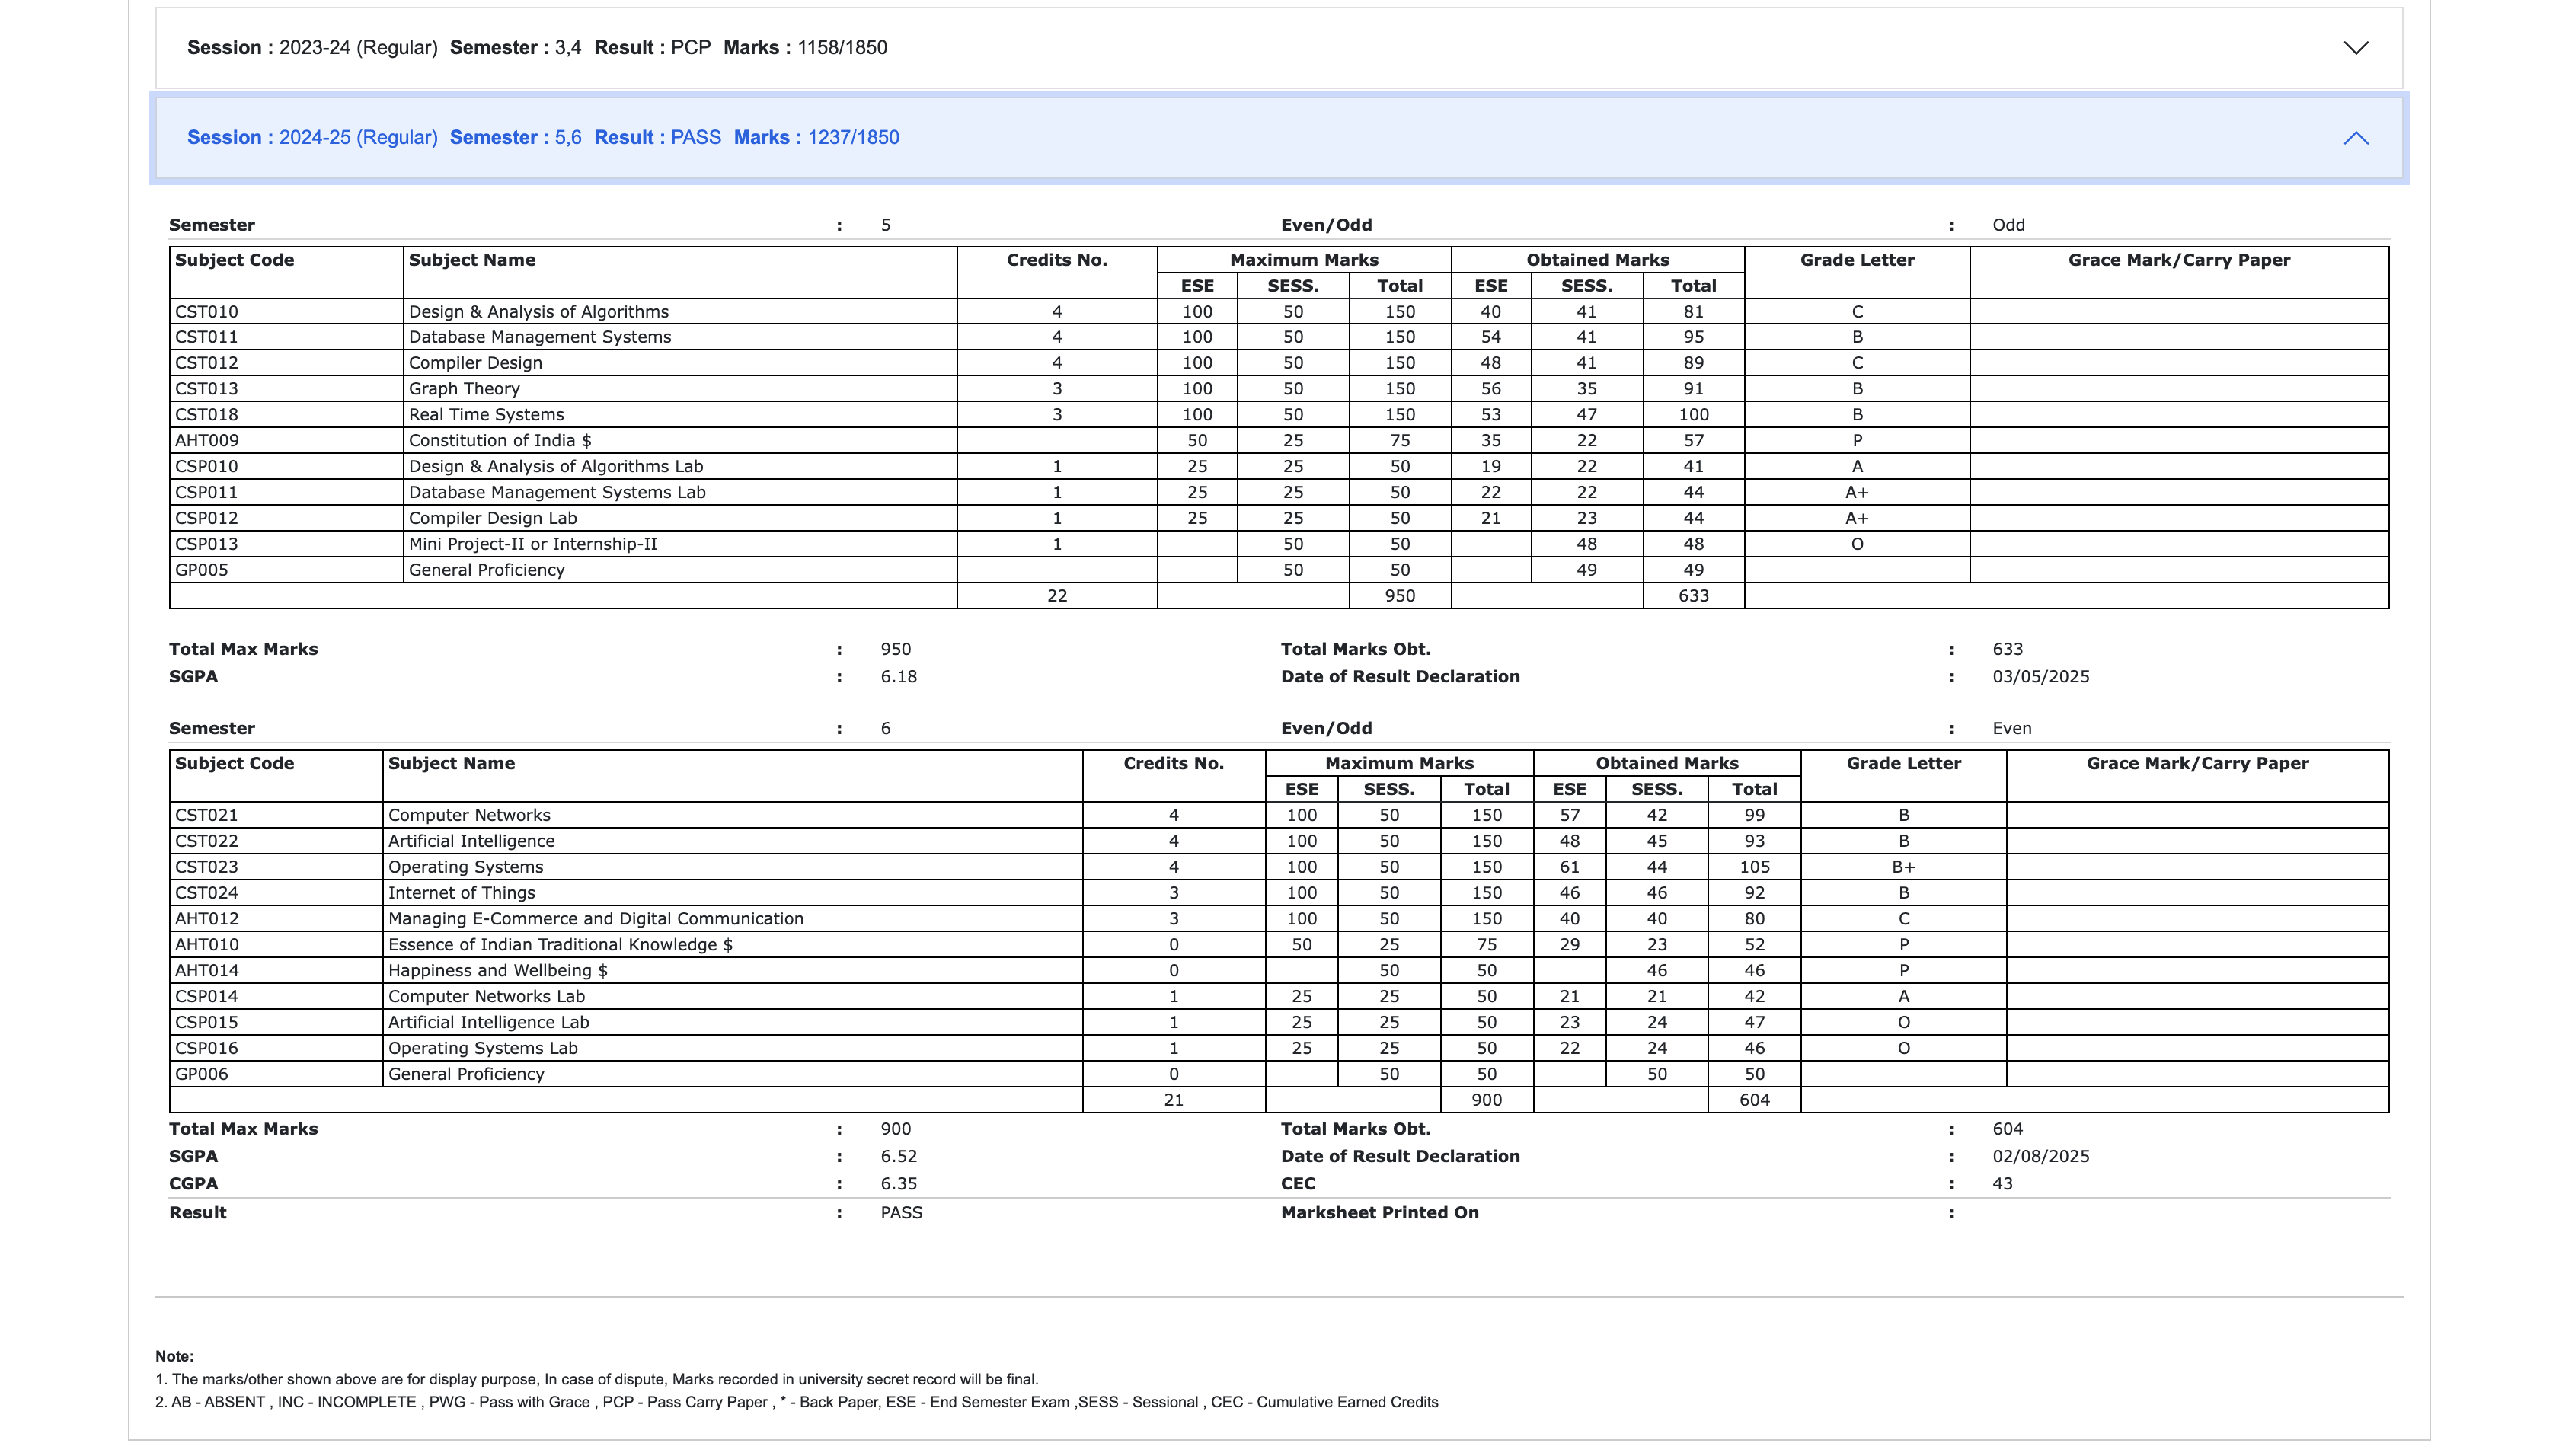 Session : 2023-24 (Regular) Semester : 3,4 Result : PCP Marks : 1158/1850
Session : 2024-25 (Regular) Semester : 5,6 Result : PASS Marks : 1237/1850
Semester : 5 Even/Odd : Odd
Subject Code Subject Name Credits No. Maximum Marks Obtained Marks Grade Letter Grace Mark/Carry Paper
ESE SESS. Total ESE SESS. Total
CST010 Design & Analysis of Algorithms 4 100 50 150 40 41 81 C
CST011 Database Management Systems 4 100 50 150 54 41 95 B
CST012 Compiler Design 4 100 50 150 48 41 89 C
CST013 Graph Theory 3 100 50 150 56 35 91 B
CST018 Real Time Systems 3 100 50 150 53 47 100 B
AHT009 Constitution of India $ 50 25 75 35 22 57 P
CSP010 Design & Analysis of Algorithms Lab 1 25 25 50 19 22 41 A
CSP011 Database Management Systems Lab 1 25 25 50 22 22 44 A+
CSP012 Compiler Design Lab 1 25 25 50 21 23 44 A+
CSP013 Mini Project-II or Internship-II 1 50 50 48 48 O
GP005 General Proficiency 50 50 49 49
22 950 633
Total Max Marks : 950 Total Marks Obt. : 633
SGPA : 6.18 Date of Result Declaration : 03/05/2025
Semester : 6 Even/Odd : Even
Subject Code Subject Name Credits No. Maximum Marks Obtained Marks Grade Letter Grace Mark/Carry Paper
ESE SESS. Total ESE SESS. Total
CST021 Computer Networks 4 100 50 150 57 42 99 B
CST022 Artificial Intelligence 4 100 50 150 48 45 93 B
CST023 Operating Systems 4 100 50 150 61 44 105 B+
CST024 Internet of Things 3 100 50 150 46 46 92 B
AHT012 Managing E-Commerce and Digital Communication 3 100 50 150 40 40 80 C
AHT010 Essence of Indian Traditional Knowledge $ 0 50 25 75 29 23 52 P
AHT014 Happiness and Wellbeing $ 0 50 50 46 46 P
CSP014 Computer Networks Lab 1 25 25 50 21 21 42 A
CSP015 Artificial Intelligence Lab 1 25 25 50 23 24 47 O
CSP016 Operating Systems Lab 1 25 25 50 22 24 46 O
GP006 General Proficiency 0 50 50 50 50
21 900 604
Total Max Marks : 900 Total Marks Obt. : 604
SGPA : 6.52 Date of Result Declaration : 02/08/2025
CGPA : 6.35 CEC : 43
Result : PASS Marksheet Printed On :
Note:
1. The marks/other shown above are for display purpose, In case of dispute, Marks recorded in university secret record will be final.
2. AB - ABSENT , INC - INCOMPLETE , PWG - Pass with Grace , PCP - Pass Carry Paper , * - Back Paper, ESE - End Semester Exam ,SESS - Sessional , CEC - Cumulative Earned Credits